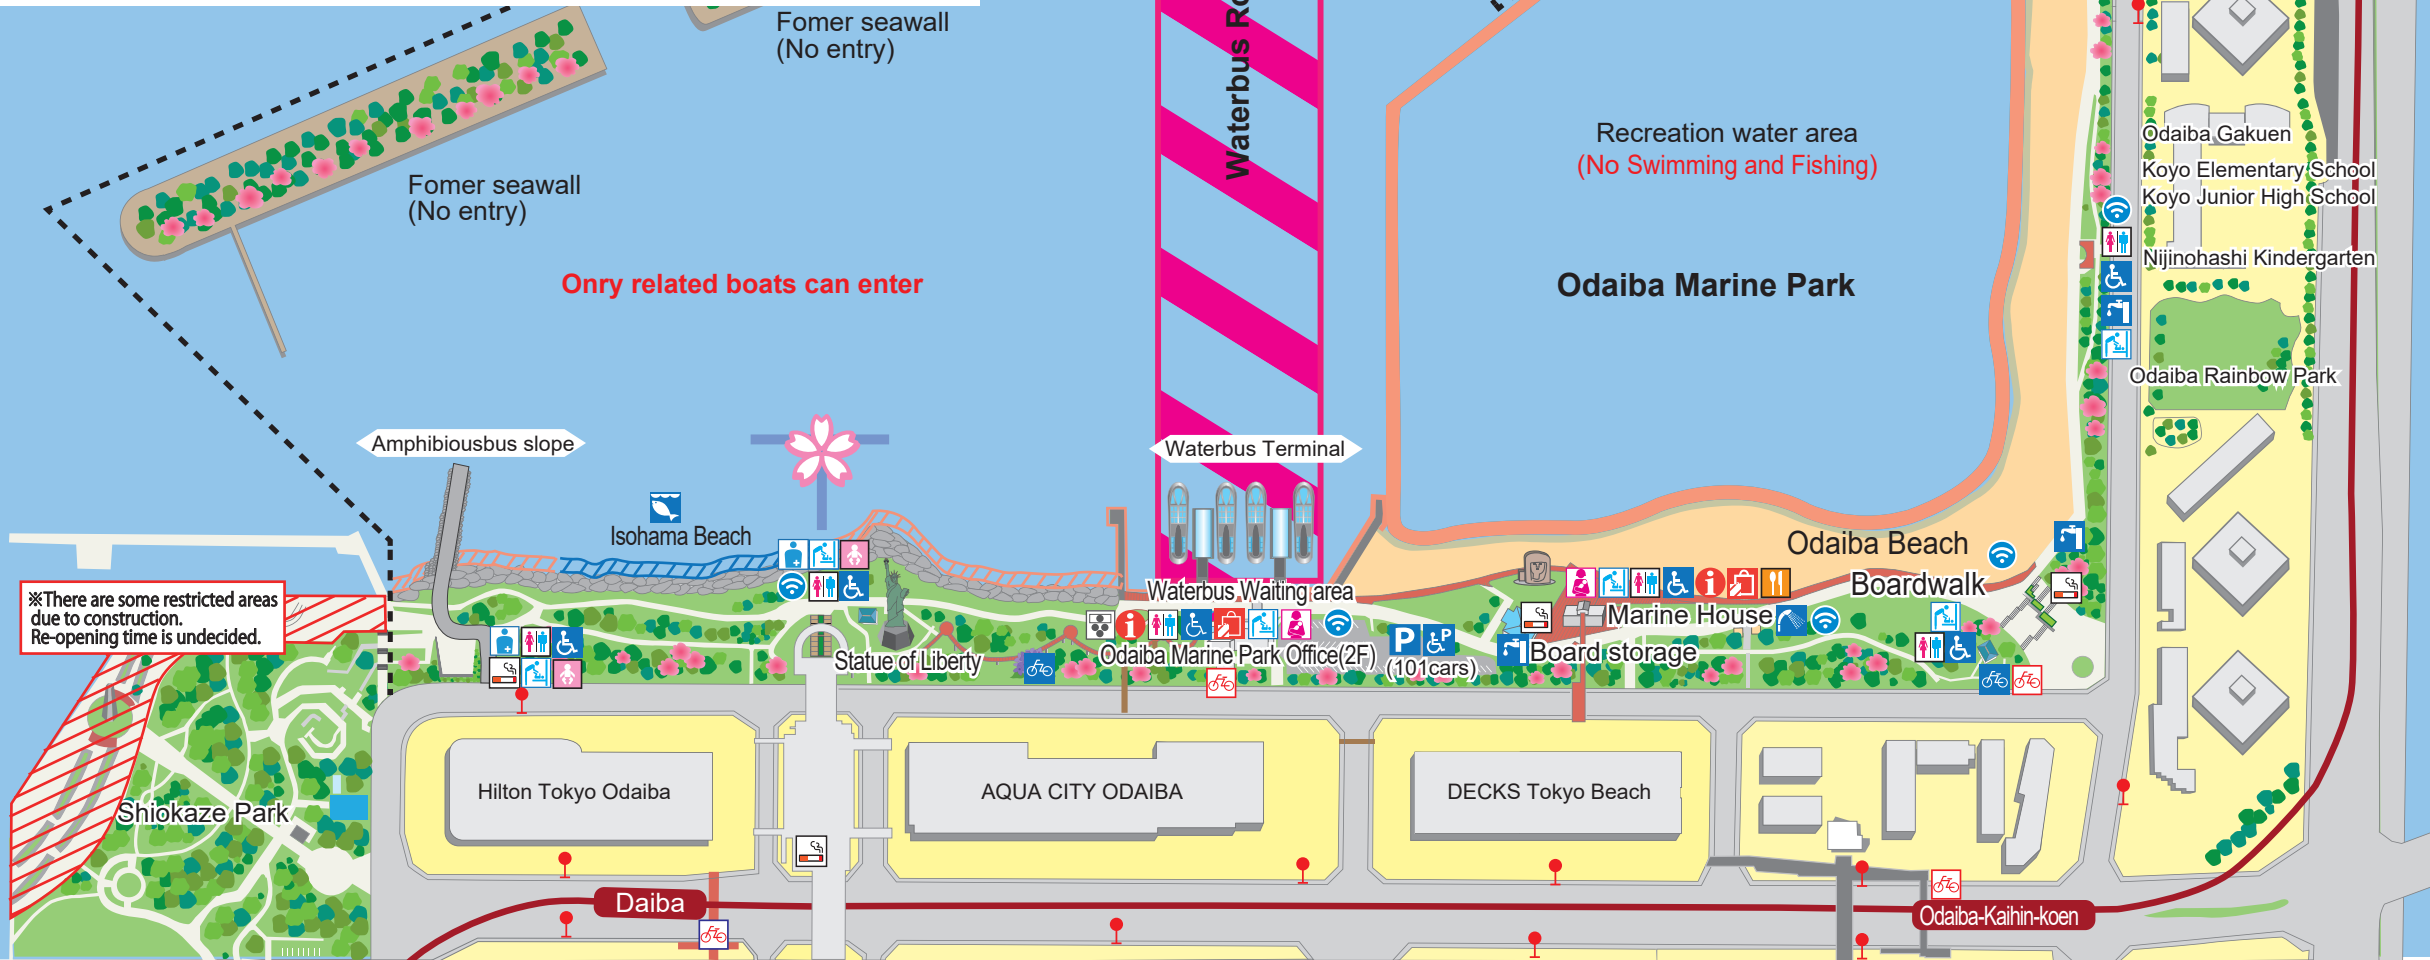 Fomer seawall
(No entry)
Waterbus Ro
Fomer seawall
(No entry)
Recreation water area
(No Swimming and Fishing)
Odaiba Gakuen
Koyo Elementary School
Koyo Junior High School
Nijinohashi Kindergarten
Onry related boats can enter
Odaiba Marine Park
Odaiba Rainbow Park
Amphibiousbus slope
Waterbus Terminal
Isohama Beach
Odaiba Beach
Boardwalk
Waterbus Waiting area
※There are some restricted areas
due to construction.
Re-opening time is undecided.
Marine House
Statue of Liberty
Odaiba Marine Park Office(2F)
P
P
(101cars)
Board storage
Hilton Tokyo Odaiba
AQUA CITY ODAIBA
DECKS Tokyo Beach
Shiokaze Park
Daiba
Odaiba-Kaihin-koen